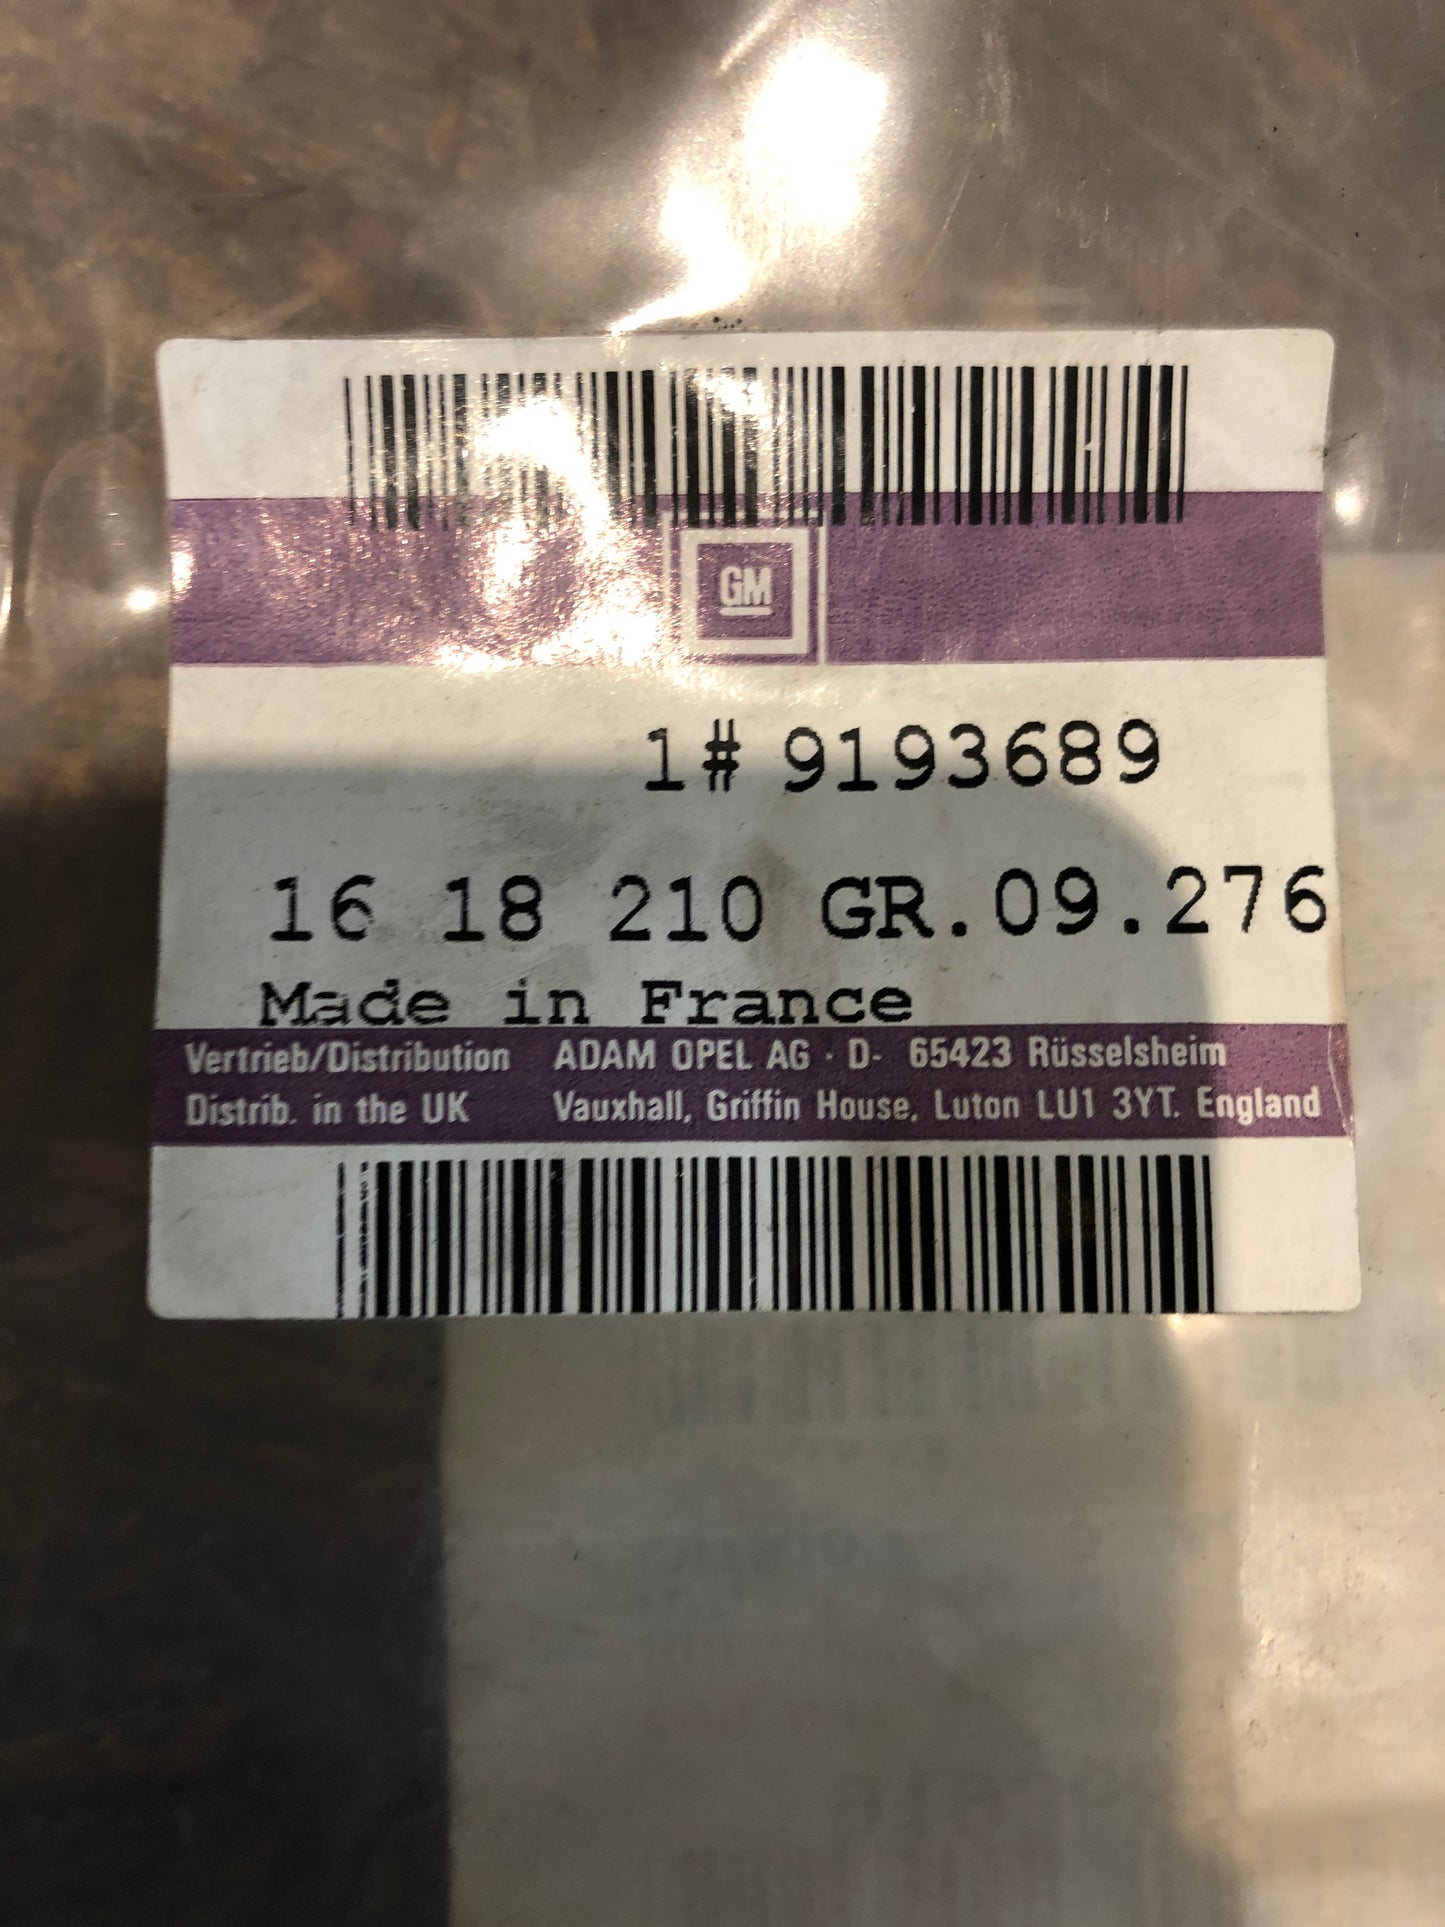 GM
1# 9193689
16 18 210 GR.09.276
Made in France
Vertrieb/Distribution ADAM OPEL AG · D- 65423 Rüsselsheim
Distrib. in the UK Vauxhall, Griffin House, Luton LU1 3YT. England